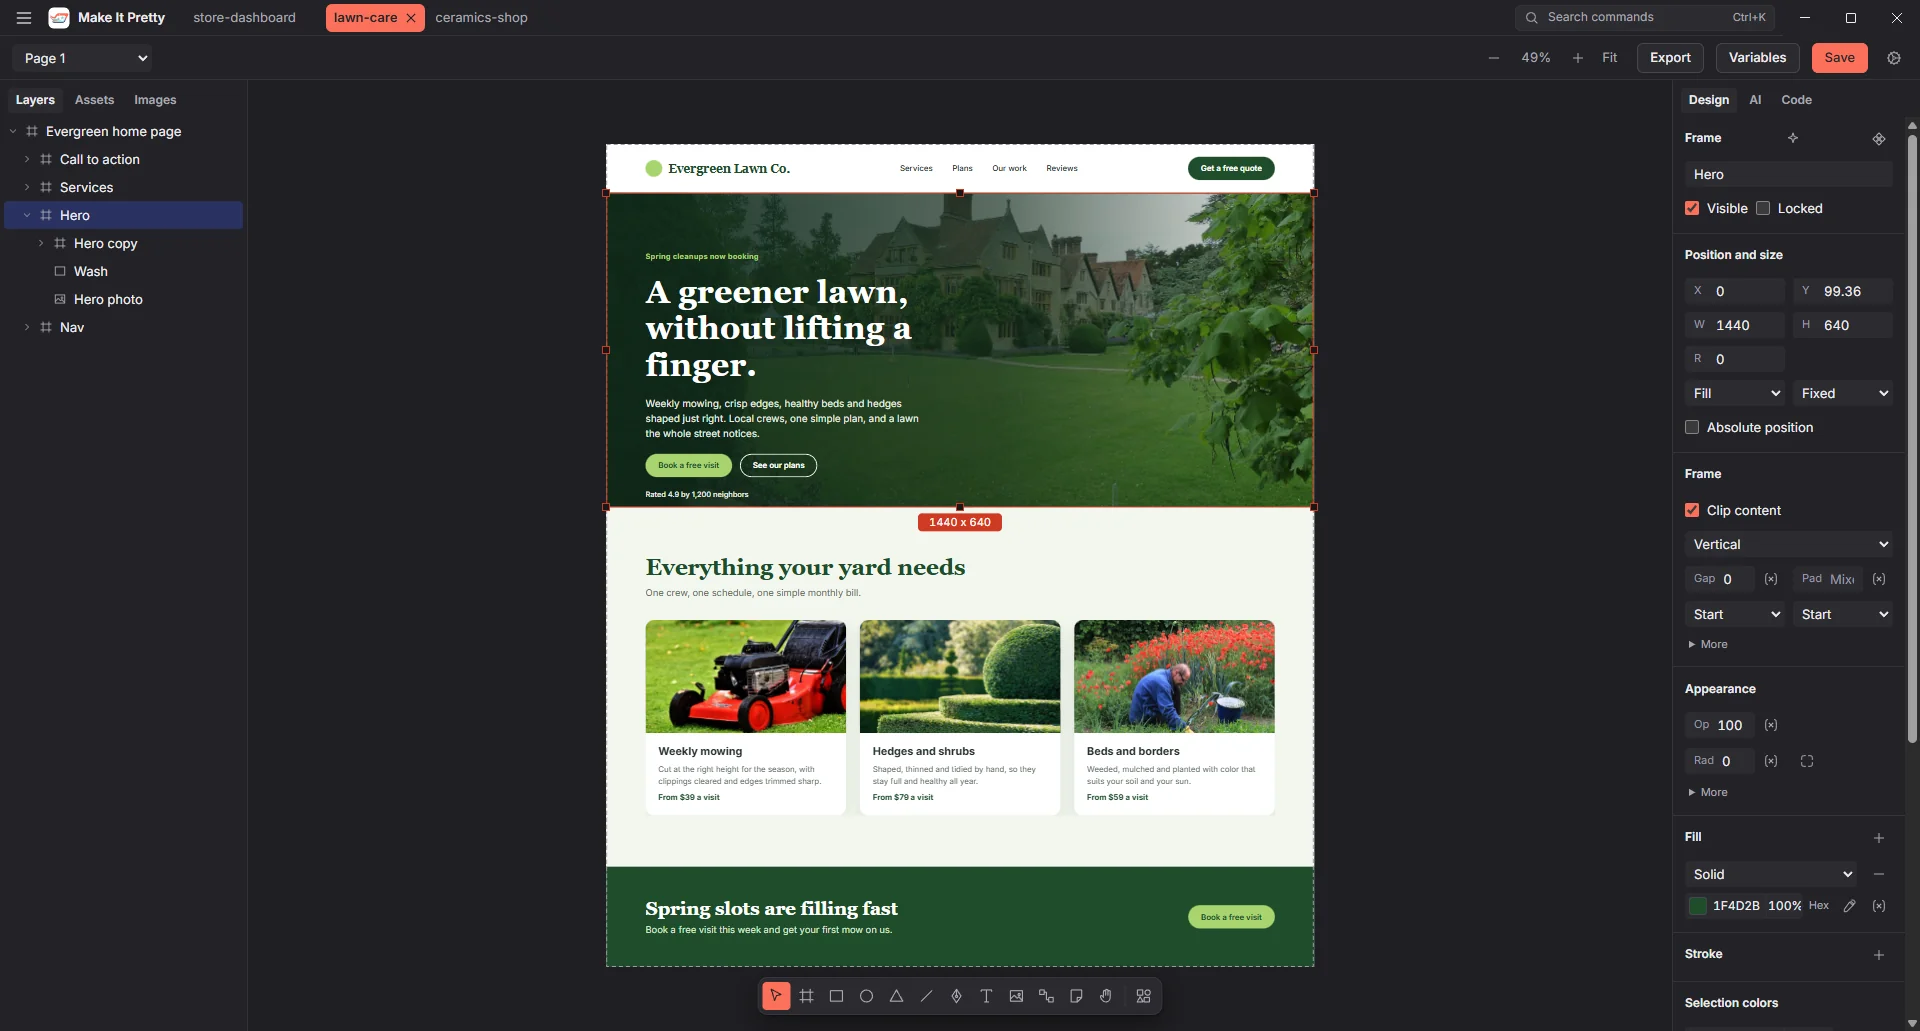 Make It Pretty
store-dashboard
lawn-care
ceramics-shop
Search commands
Ctrl+K
Page 1
49%
Fit
Export
Variables
Save
Layers
Assets
Images
Evergreen home page
Call to action
Services
Hero
Hero copy
Wash
Hero photo
Nav
Evergreen Lawn Co.
Services
Plans
Our work
Reviews
Get a free quote
Spring cleanups now booking
A greener lawn,
without lifting a
finger.
Weekly mowing, crisp edges, healthy beds and hedges
shaped just right. Local crews, one simple plan, and a lawn
the whole street notices.
Book a free visit
See our plans
Rated 4.9 by 1,200 neighbors
1440 x 640
Everything your yard needs
One crew, one schedule, one simple monthly bill.
Weekly mowing
Cut at the right height for the season, with
clippings cleared and edges trimmed sharp.
From $39 a visit
Hedges and shrubs
Shaped, thinned and tidied by hand, so they
stay full and healthy all year.
From $79 a visit
Beds and borders
Weeded, mulched and planted with color that
suits your soil and your sun.
From $59 a visit
Spring slots are filling fast
Book a free visit this week and get your first mow on us.
Book a free visit
Design
AI
Code
Frame
Hero
Visible
Locked
Position and size
X 0
Y 99.36
W 1440
H 640
R 0
Fill
Fixed
Absolute position
Frame
Clip content
Vertical
Gap 0
Pad Mix
Start
Start
More
Appearance
Op 100
Rad 0
More
Fill
Solid
1F4D2B 100% Hex
Stroke
Selection colors